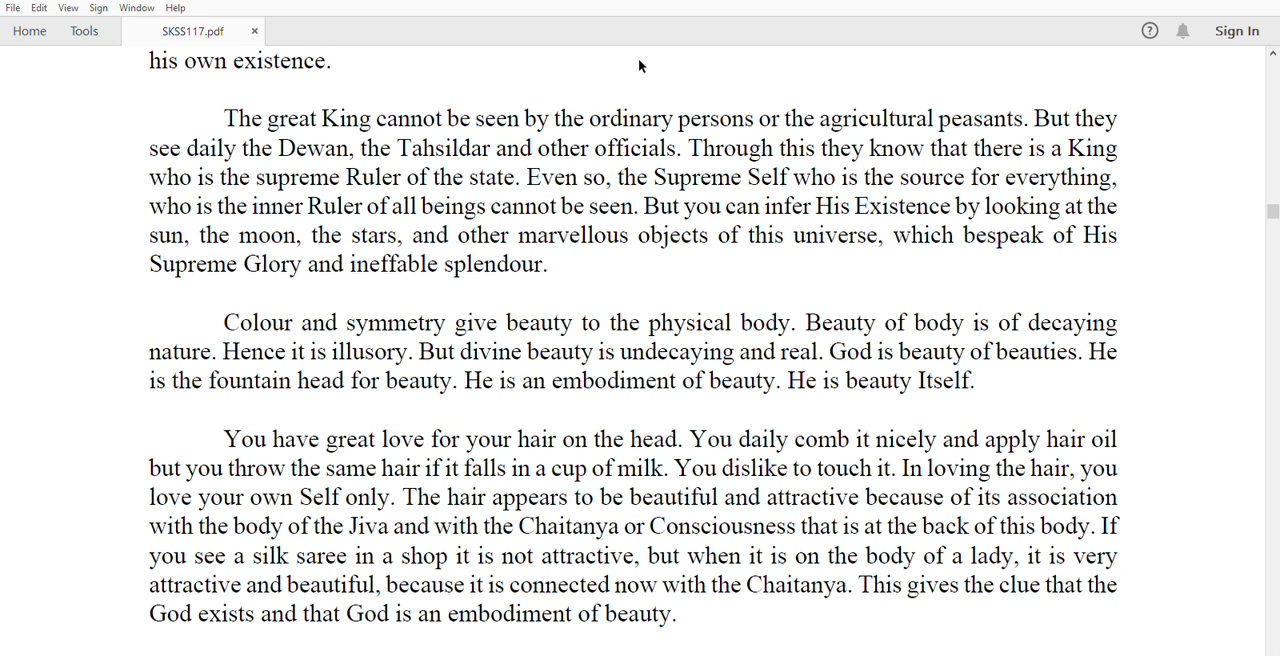 File Edit View Sign Window Help
Home Tools SKSS117.pdf × ? Sign In
his own existence.
The great King cannot be seen by the ordinary persons or the agricultural peasants. But they
see daily the Dewan, the Tahsildar and other officials. Through this they know that there is a King
who is the supreme Ruler of the state. Even so, the Supreme Self who is the source for everything,
who is the inner Ruler of all beings cannot be seen. But you can infer His Existence by looking at the
sun, the moon, the stars, and other marvellous objects of this universe, which bespeak of His
Supreme Glory and ineffable splendour.
Colour and symmetry give beauty to the physical body. Beauty of body is of decaying
nature. Hence it is illusory. But divine beauty is undecaying and real. God is beauty of beauties. He
is the fountain head for beauty. He is an embodiment of beauty. He is beauty Itself.
You have great love for your hair on the head. You daily comb it nicely and apply hair oil
but you throw the same hair if it falls in a cup of milk. You dislike to touch it. In loving the hair, you
love your own Self only. The hair appears to be beautiful and attractive because of its association
with the body of the Jiva and with the Chaitanya or Consciousness that is at the back of this body. If
you see a silk saree in a shop it is not attractive, but when it is on the body of a lady, it is very
attractive and beautiful, because it is connected now with the Chaitanya. This gives the clue that the
God exists and that God is an embodiment of beauty.